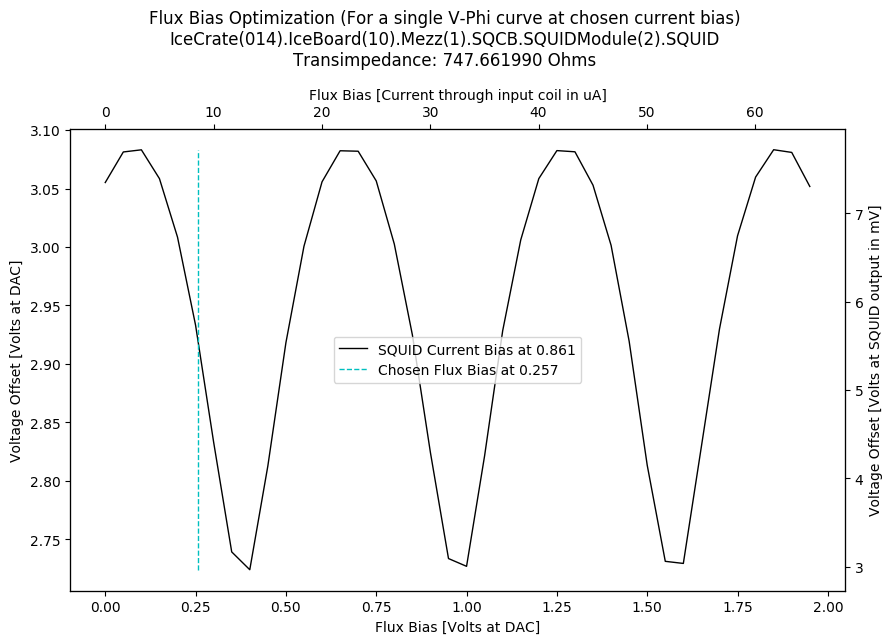 Flux Bias Optimization (For a single V-Phi curve at chosen current bias)
IceCrate(014).IceBoard(10).Mezz(1).SQCB.SQUIDModule(2).SQUID
Transimpedance: 747.661990 Ohms
Flux Bias [Current through input coil in uA]
0 10 20 30 40 50 60
3.10
3.05
3.00
2.95
2.90
2.85
2.80
2.75
Voltage Offset [Volts at DAC]
SQUID Current Bias at 0.861
Chosen Flux Bias at 0.257
7
6
5
4
3
Voltage Offset [Volts at SQUID output in mV]
0.00 0.25 0.50 0.75 1.00 1.25 1.50 1.75 2.00
Flux Bias [Volts at DAC]